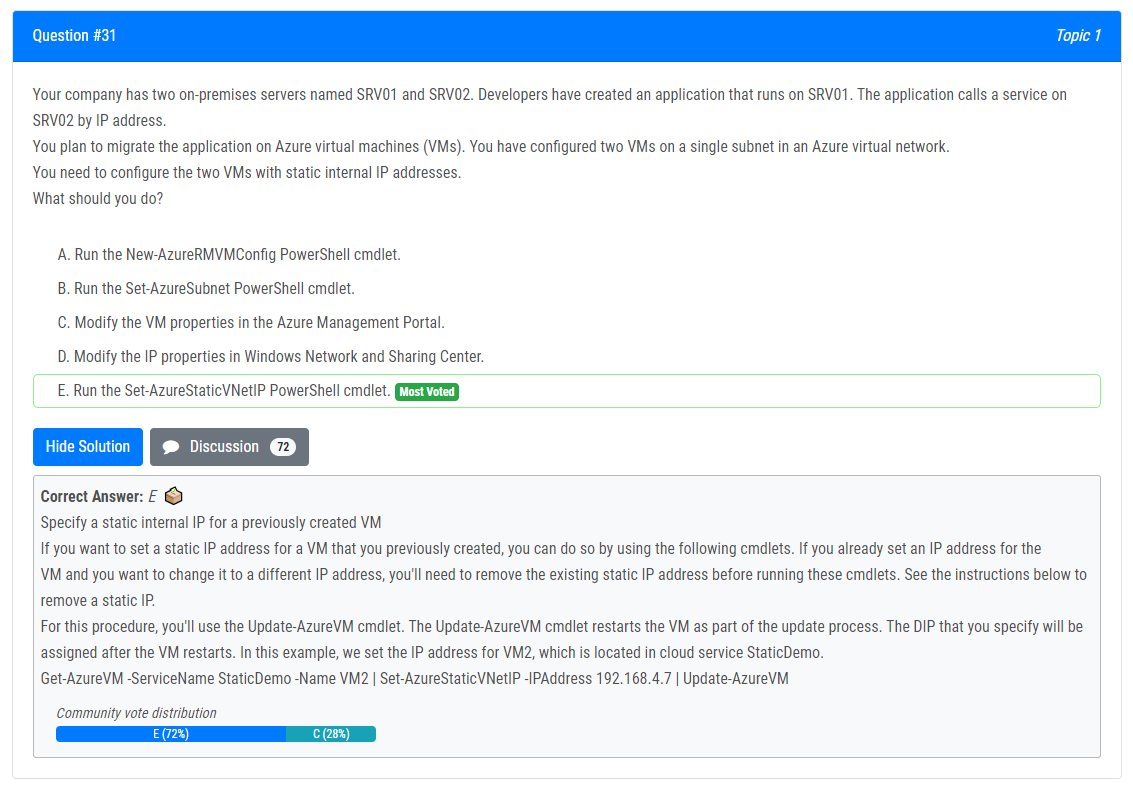 Question #31
Topic 1
Your company has two on-premises servers named SRV01 and SRV02. Developers have created an application that runs on SRV01. The application calls a service on
SRV02 by IP address.
You plan to migrate the application on Azure virtual machines (VMs). You have configured two VMs on a single subnet in an Azure virtual network.
You need to configure the two VMs with static internal IP addresses.
What should you do?
A. Run the New-AzureRMVMConfig PowerShell cmdlet.
B. Run the Set-AzureSubnet PowerShell cmdlet.
C. Modify the VM properties in the Azure Management Portal.
D. Modify the IP properties in Windows Network and Sharing Center.
E. Run the Set-AzureStaticVNetIP PowerShell cmdlet. Most Voted
Hide Solution Discussion 72
Correct Answer: E
Specify a static internal IP for a previously created VM
If you want to set a static IP address for a VM that you previously created, you can do so by using the following cmdlets. If you already set an IP address for the
VM and you want to change it to a different IP address, you'll need to remove the existing static IP address before running these cmdlets. See the instructions below to
remove a static IP.
For this procedure, you'll use the Update-AzureVM cmdlet. The Update-AzureVM cmdlet restarts the VM as part of the update process. The DIP that you specify will be
assigned after the VM restarts. In this example, we set the IP address for VM2, which is located in cloud service StaticDemo.
Get-AzureVM -ServiceName StaticDemo -Name VM2 | Set-AzureStaticVNetIP -IPAddress 192.168.4.7 | Update-AzureVM
Community vote distribution
E (72%) C (28%)